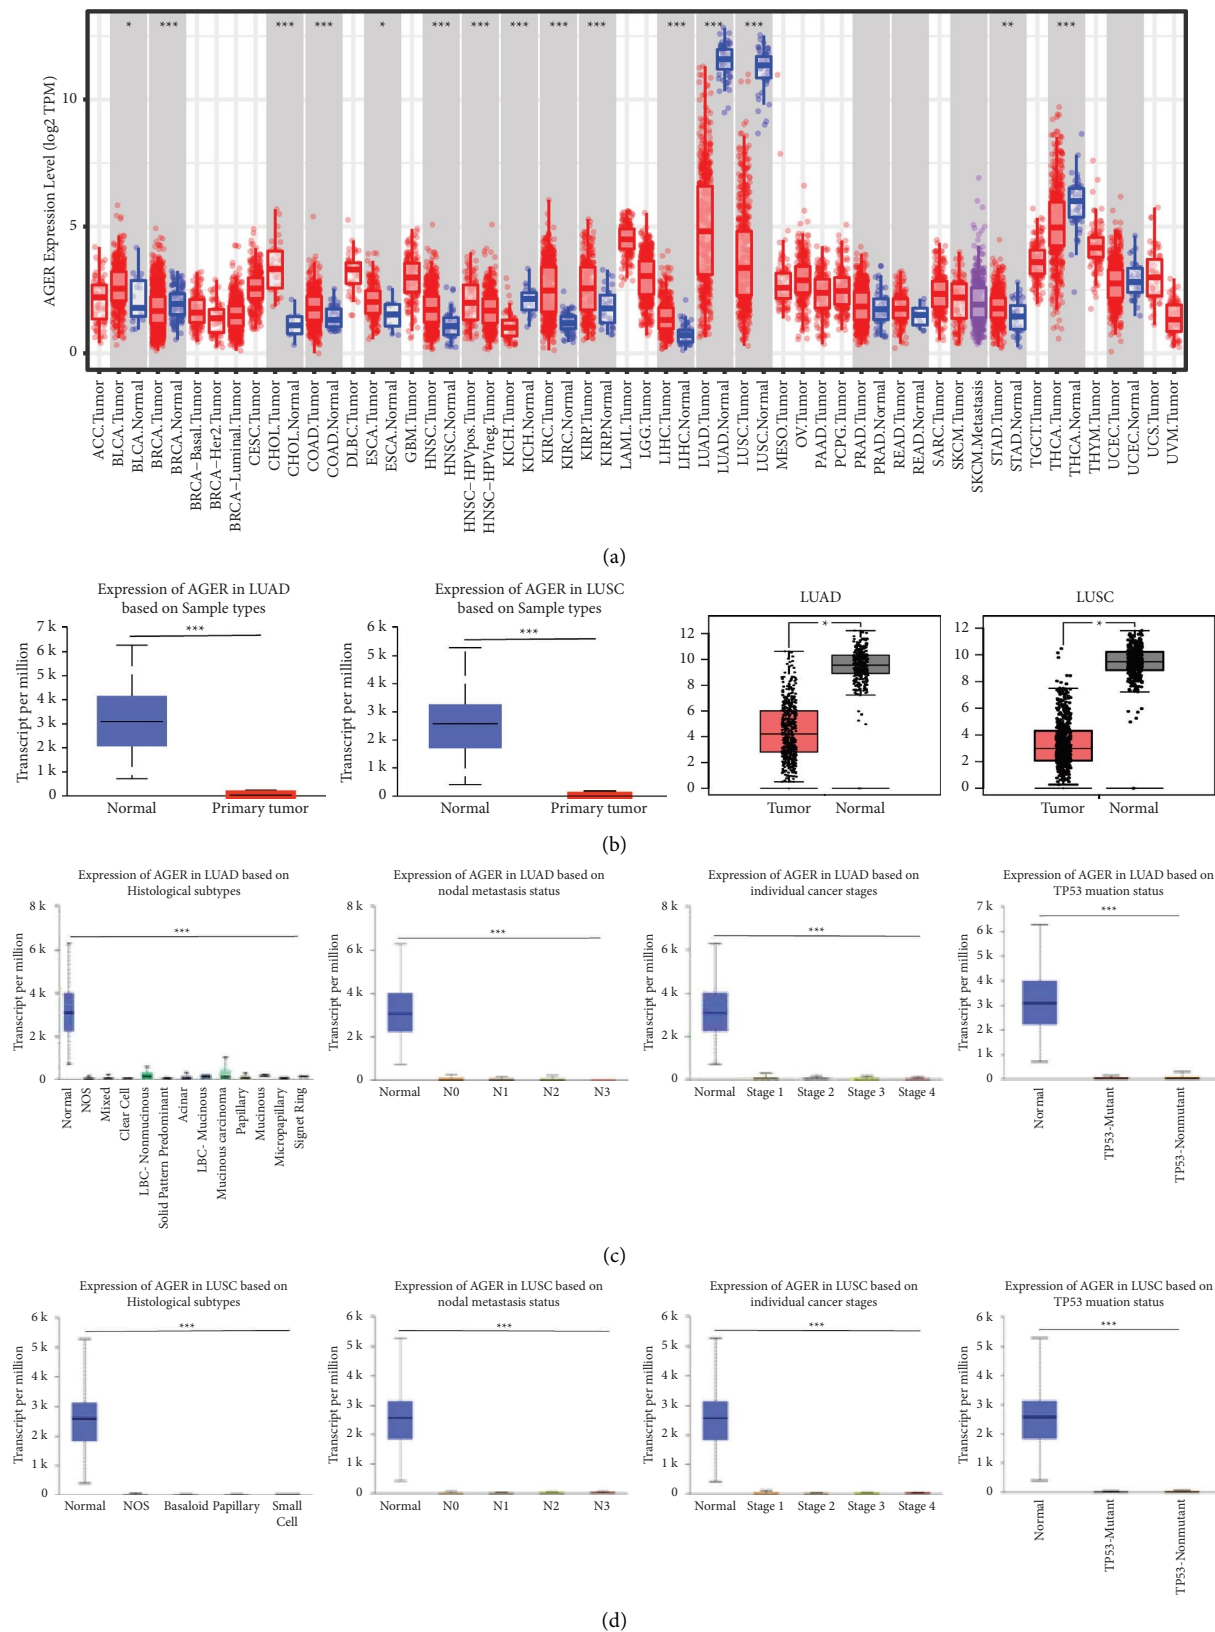 * *** *** *** * *** *** *** *** *** *** *** *** ** ***
AGER Expression Level (log2 TPM)
10
5
0
ACC.Tumor
BLCA.Tumor
BLCA.Normal
BRCA.Tumor
BRCA.Normal
BRCA−Basal.Tumor
BRCA−Her2.Tumor
BRCA−Luminal.Tumor
CESC.Tumor
CHOL.Tumor
CHOL.Normal
COAD.Tumor
COAD.Normal
DLBC.Tumor
ESCA.Tumor
ESCA.Normal
GBM.Tumor
HNSC.Tumor
HNSC.Normal
HNSC−HPVpos.Tumor
HNSC−HPVneg.Tumor
KICH.Tumor
KICH.Normal
KIRC.Tumor
KIRC.Normal
KIRP.Tumor
KIRP.Normal
LAML.Tumor
LGG.Tumor
LIHC.Tumor
LIHC.Normal
LUAD.Tumor
LUAD.Normal
LUSC.Tumor
LUSC.Normal
MESO.Tumor
OV.Tumor
PAAD.Tumor
PCPG.Tumor
PRAD.Tumor
PRAD.Normal
READ.Tumor
READ.Normal
SARC.Tumor
SKCM.Tumor
SKCM.Metastasis
STAD.Tumor
STAD.Normal
TGCT.Tumor
THCA.Tumor
THCA.Normal
THYM.Tumor
UCEC.Tumor
UCEC.Normal
UCS.Tumor
UVM.Tumor
(a)
Expression of AGER in LUAD
based on Sample types
***
Transcript per million
7 k
6 k
5 k
4 k
3 k
2 k
1 k
0
Normal Primary tumor
Expression of AGER in LUSC
based on Sample types
***
Transcript per million
6 k
5 k
4 k
3 k
2 k
1 k
0
Normal Primary tumor
LUAD
*
12
10
8
6
4
2
0
Tumor Normal
LUSC
*
12
10
8
6
4
2
0
Tumor Normal
(b)
Expression of AGER in LUAD based on
Histological subtypes
***
Transcript per million
8 k
6 k
4 k
2 k
0
Normal
NOS
Mixed
Clear Cell
LBC- Nonmucinous
Solid Pattern Predominant
Acinar
LBC- Mucinous
Mucinous carcinoma
Papillary
Mucinous
Micropapillary
Signet Ring
Expression of AGER in LUAD based on
nodal metastasis status
***
Transcript per million
8 k
6 k
4 k
2 k
0
Normal N0 N1 N2 N3
Expression of AGER in LUAD based on
individual cancer stages
***
Transcript per million
8 k
6 k
4 k
2 k
0
Normal Stage 1 Stage 2 Stage 3 Stage 4
Expression of AGER in LUAD based on
TP53 muation status
***
Transcript per million
7 k
6 k
5 k
4 k
3 k
2 k
1 k
0
Normal
TP53-Mutant
TP53-Nonmutant
(c)
Expression of AGER in LUSC based on
Histological subtypes
***
Transcript per million
6 k
5 k
4 k
3 k
2 k
1 k
0
Normal NOS Basaloid Papillary Small
Cell
Expression of AGER in LUSC based on
nodal metastasis status
***
Transcript per million
6 k
5 k
4 k
3 k
2 k
1 k
0
Normal N0 N1 N2 N3
Expression of AGER in LUSC based on
individual cancer stages
***
Transcript per million
6 k
5 k
4 k
3 k
2 k
1 k
0
Normal Stage 1 Stage 2 Stage 3 Stage 4
Expression of AGER in LUSC based on
TP53 muation status
***
Transcript per million
6 k
5 k
4 k
3 k
2 k
1 k
0
Normal
TP53-Mutant
TP53-Nonmutant
(d)